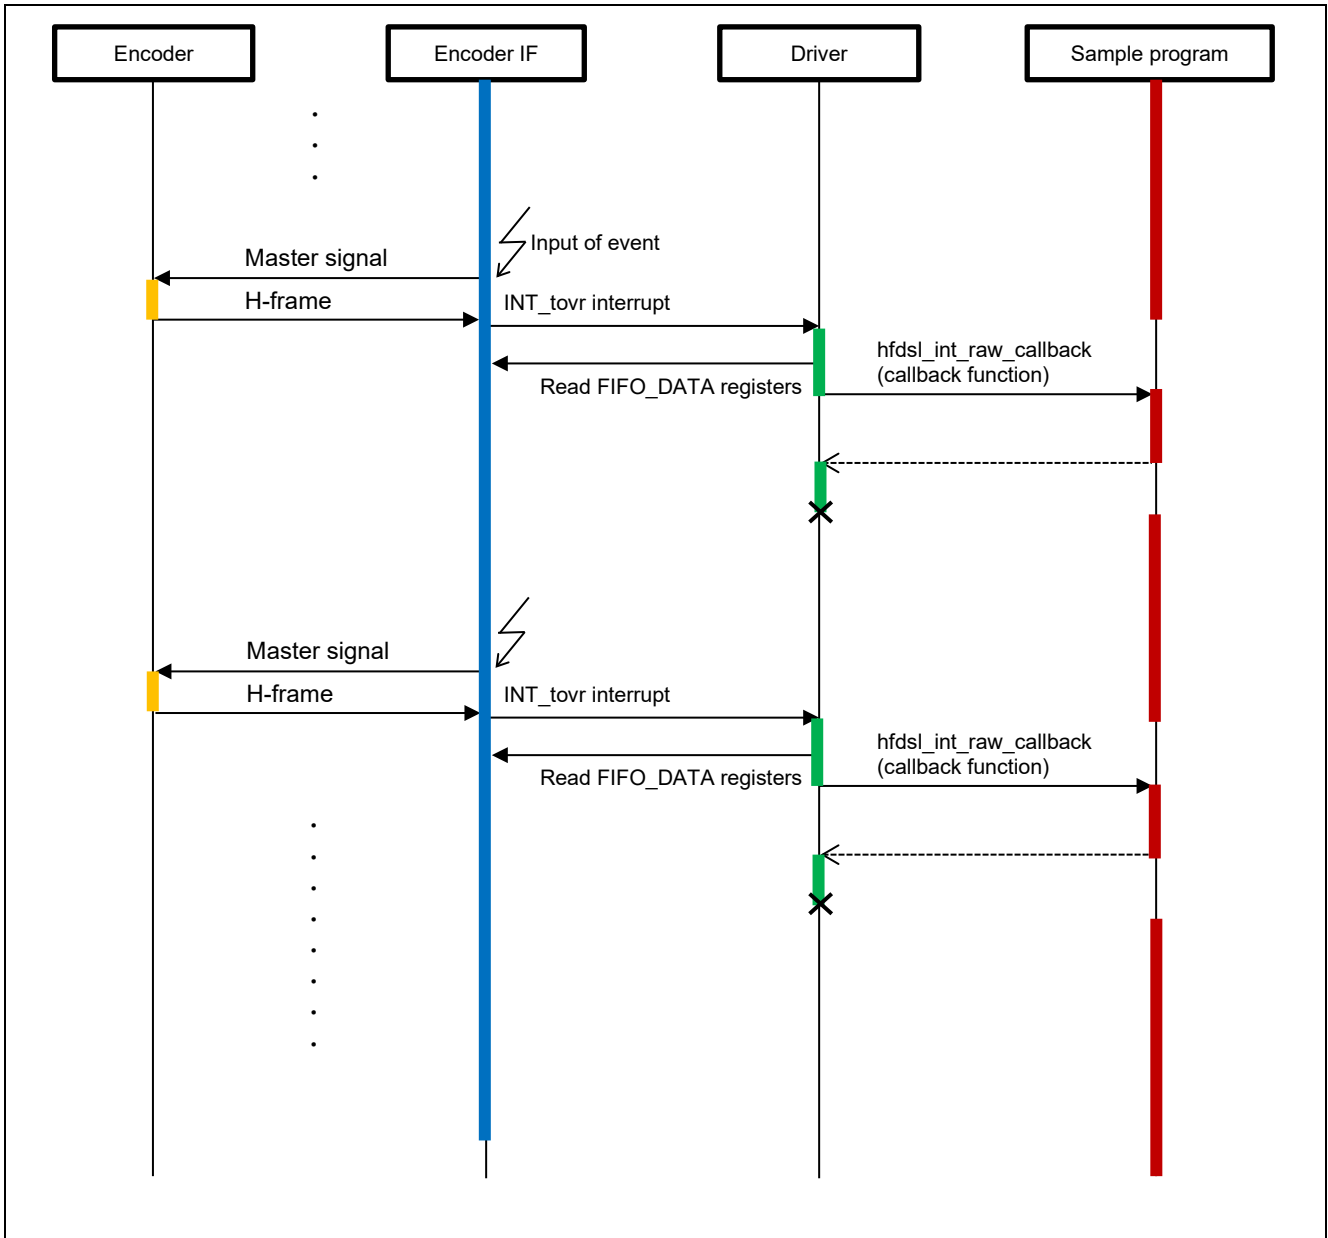 Encoder
Encoder IF
Driver
Sample program
Input of event
Master signal
H-frame
INT_tovr interrupt
hfdsl_int_raw_callback
(callback function)
Read FIFO_DATA registers
Master signal
H-frame
INT_tovr interrupt
hfdsl_int_raw_callback
(callback function)
Read FIFO_DATA registers